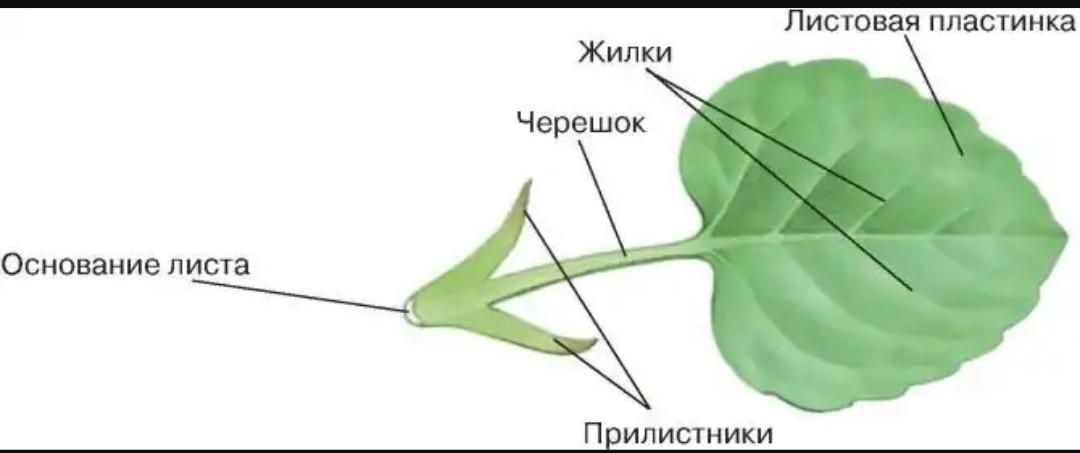 Листовая пластинка
Жилки
Черешок
Основание листа
Прилистники